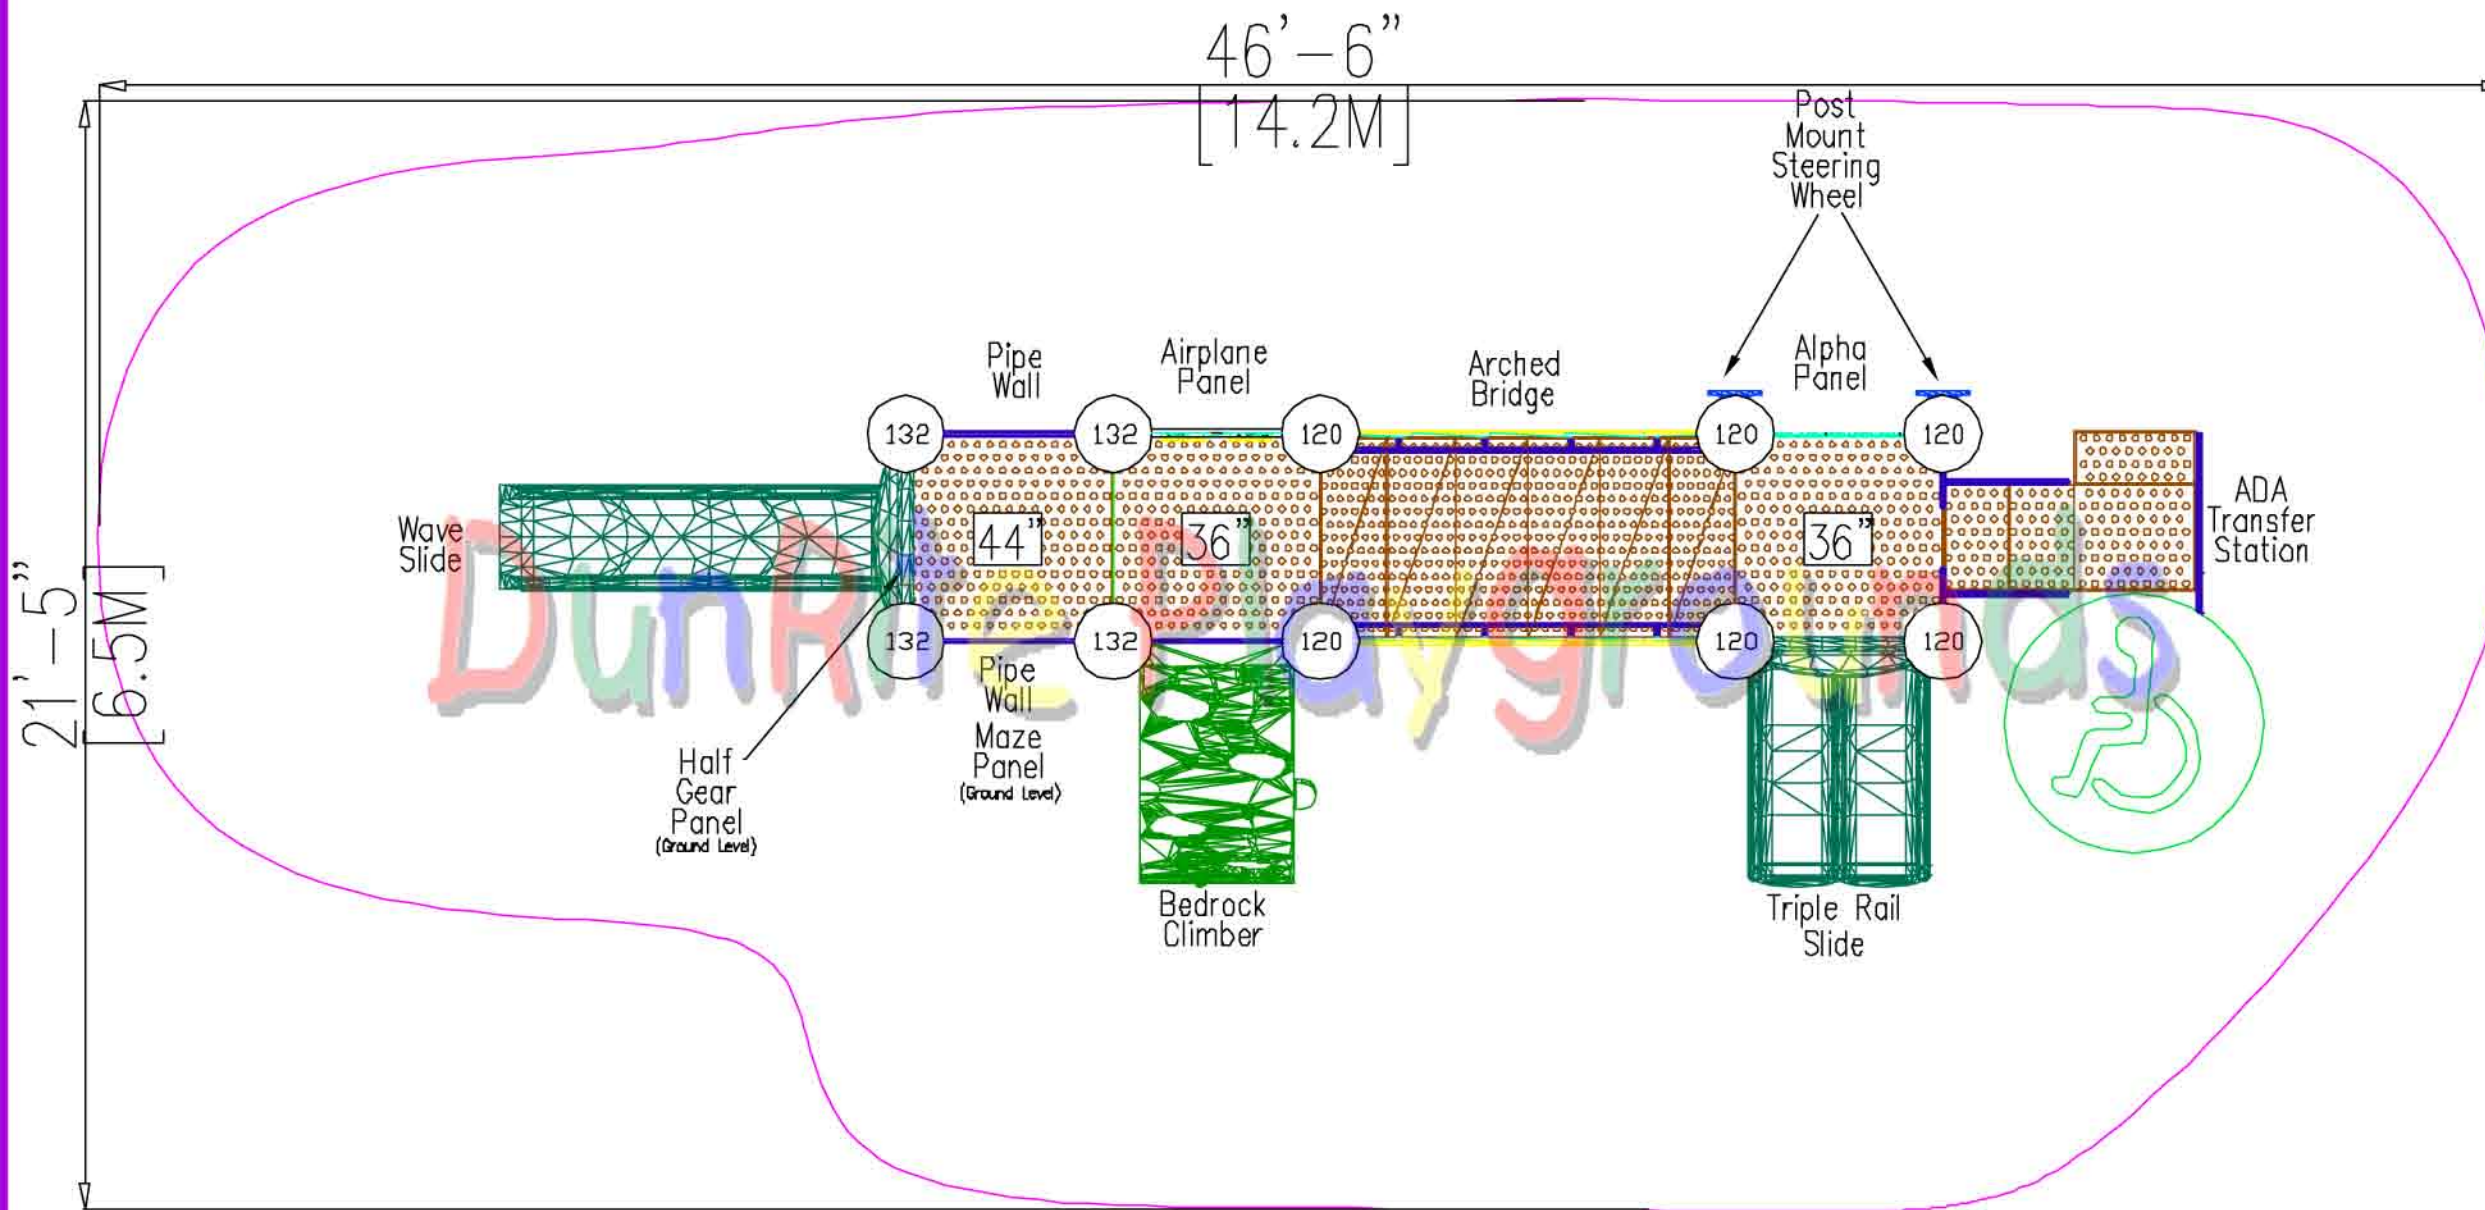 46'-6"
[14.2M]
Post
Mount
Steering
Wheel
Pipe
Wall
Airplane
Panel
Arched
Bridge
Alpha
Panel
132
132
120
120
120
Wave
Slide
44"
36"
36"
ADA
Transfer
Station
DunRite Playgrounds
21'-5"
[6.5M]
132
132
120
120
120
Pipe
Wall
Maze
Panel
(Ground Level)
Half
Gear
Panel
(Ground Level)
Bedrock
Climber
Triple Rail
Slide